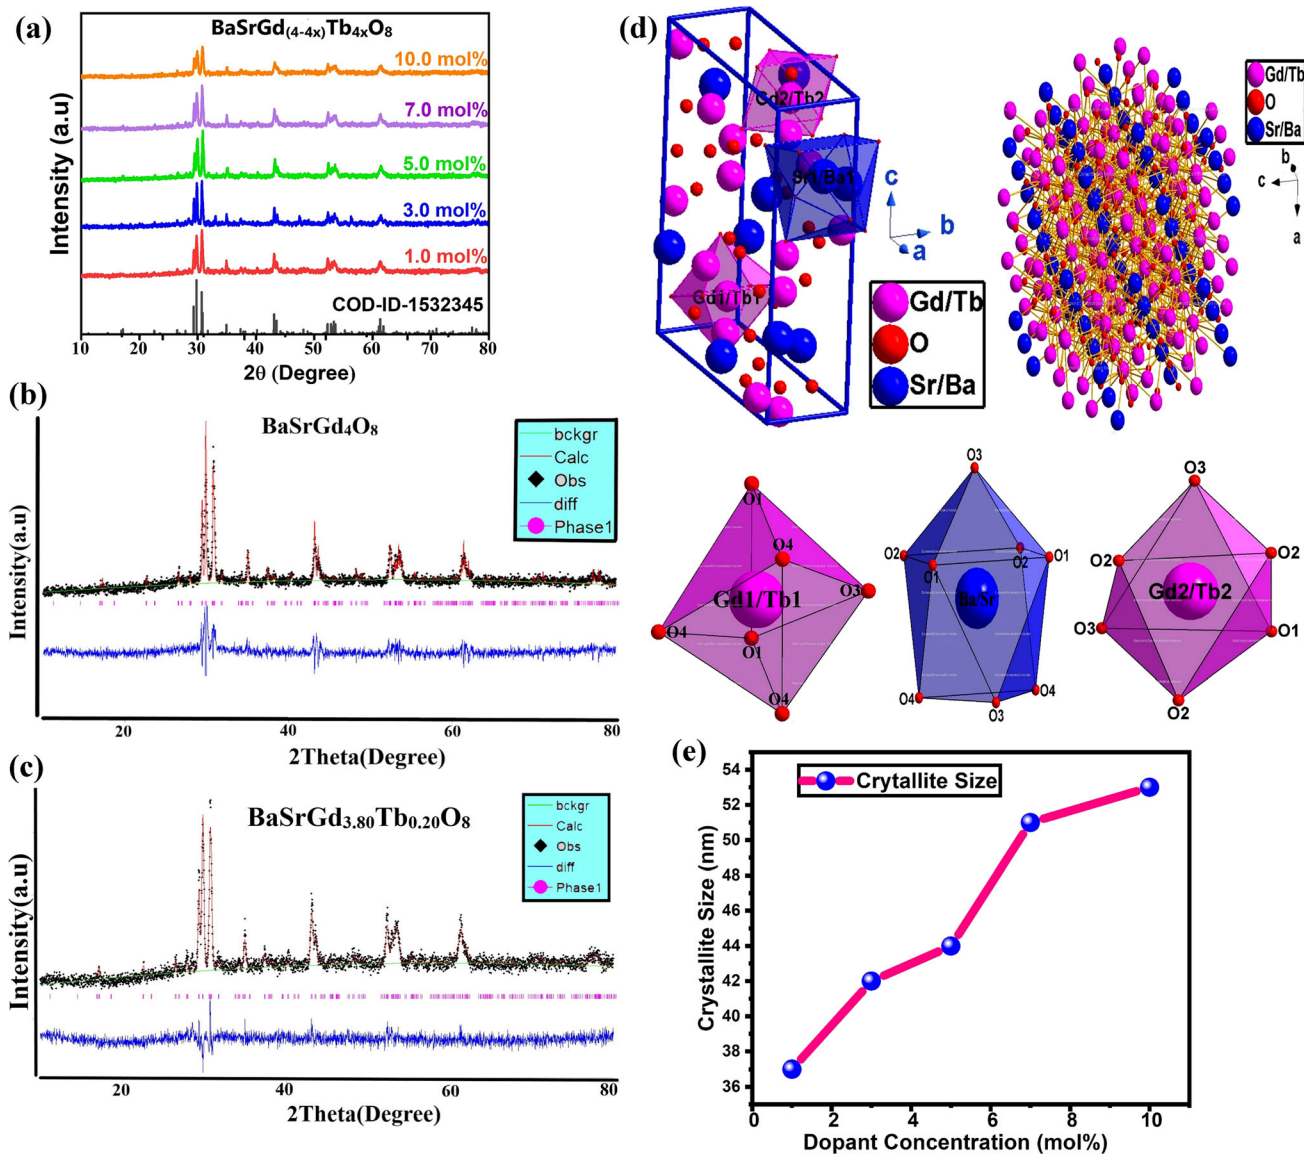 (a)
BaSrGd(4-4x)Tb4xO8
10.0 mol%
7.0 mol%
5.0 mol%
3.0 mol%
1.0 mol%
COD-ID-1532345
Intensity (a.u)
10 20 30 40 50 60 70 80
2θ (Degree)
(b)
BaSrGd4O8
bckgr
Calc
Obs
diff
Phase1
Intensity(a.u)
20 40 60 80
2Theta(Degree)
(c)
BaSrGd3.80Tb0.20O8
bckgr
Calc
Obs
diff
Phase1
Intensity(a.u)
20 40 60 80
2Theta(Degree)
(d)
Gd2/Tb2
Sr1/Ba1
Gd1/Tb1
c
b
a
Gd/Tb
O
Sr/Ba
Gd/Tb
O
Sr/Ba
b
c
a
O1
O4
Gd1/Tb1
O3
O4
O1
O4
O3
O2
O1
O2
O1
Ba/Sr
O4
O3
O4
O3
O2
O2
Gd2/Tb2
O3
O1
O2
(e)
Crytallite Size
Crystallite Size (nm)
54
52
50
48
46
44
42
40
38
36
0 2 4 6 8 10
Dopant Concentration (mol%)